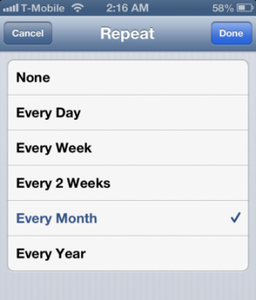 T-Mobile 2:16 AM 58%
Cancel Repeat Done
None
Every Day
Every Week
Every 2 Weeks
Every Month
Every Year